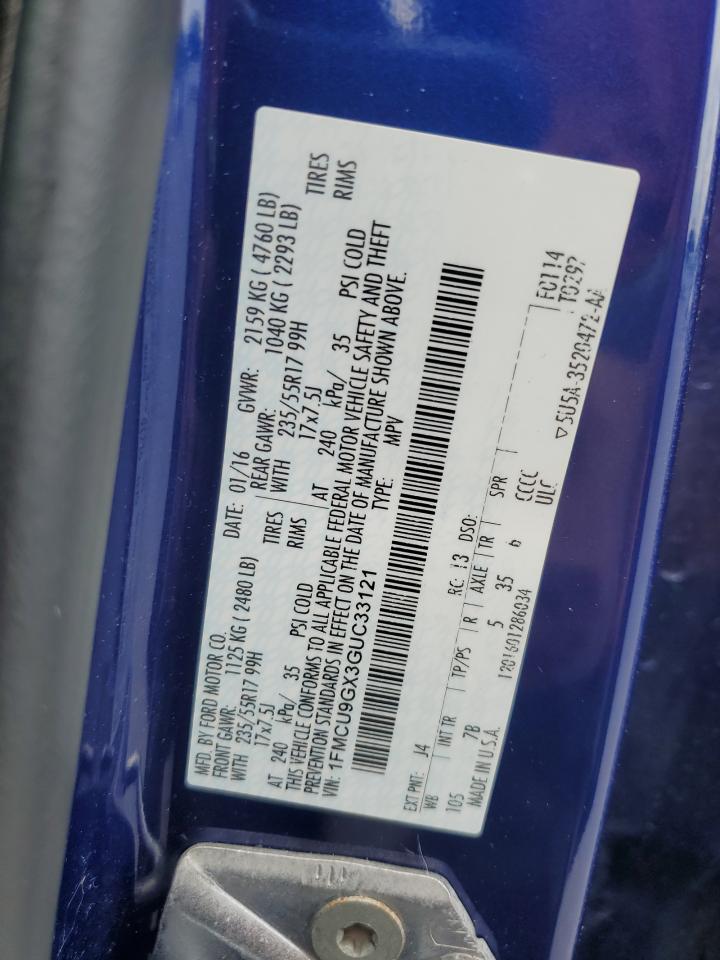 MFD. BY FORD MOTOR CO. DATE: 01/16 GVWR: 2159 KG ( 4760 LB)
FRONT GAWR: 1125 KG ( 2480 LB) REAR GAWR: 1040 KG ( 2293 LB)
WITH 235/55R17 99H TIRES WITH 235/55R17 99H TIRES
17x7.5J RIMS 17x7.5J RIMS
AT 240 kPa/ 35 PSI COLD AT 240 kPa/ 35 PSI COLD
THIS VEHICLE CONFORMS TO ALL APPLICABLE FEDERAL MOTOR VEHICLE SAFETY AND THEFT
PREVENTION STANDARDS IN EFFECT ON THE DATE OF MANUFACTURE SHOWN ABOVE.
VIN: 1FMCU9GX3GUC33121 TYPE: MPV
EXT PNT: J4 RC: 13 DSO:
WB INT TR TP/PS R AXLE TR SPR
105 7B 5 35 6 CCCC
MADE IN U.S.A. 1201601286034 ULC
F0114
T0297
▽5U5A-3520472-AA